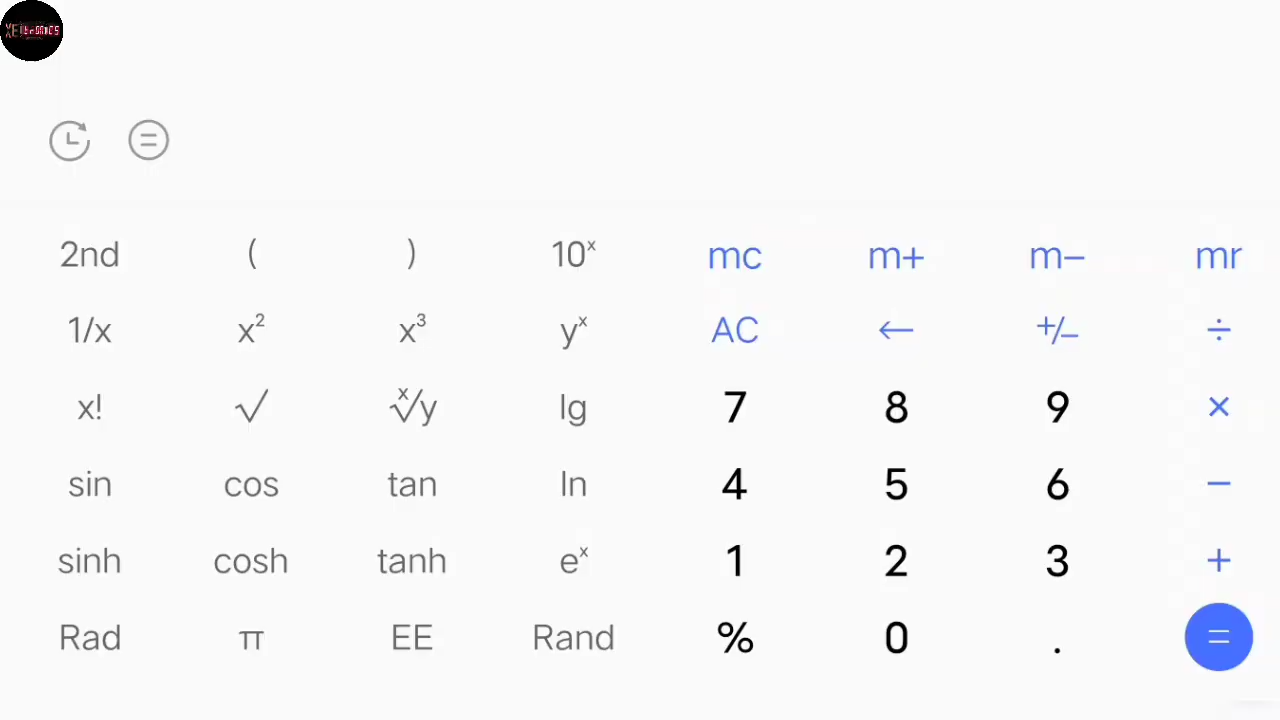 2nd ( ) 10ˣ mc m+ m– mr
1/x x² x³ yˣ AC ← +/– ÷
x! √ ˣ√y lg 7 8 9 ×
sin cos tan ln 4 5 6 −
sinh cosh tanh eˣ 1 2 3 +
Rad π EE Rand % 0 . =